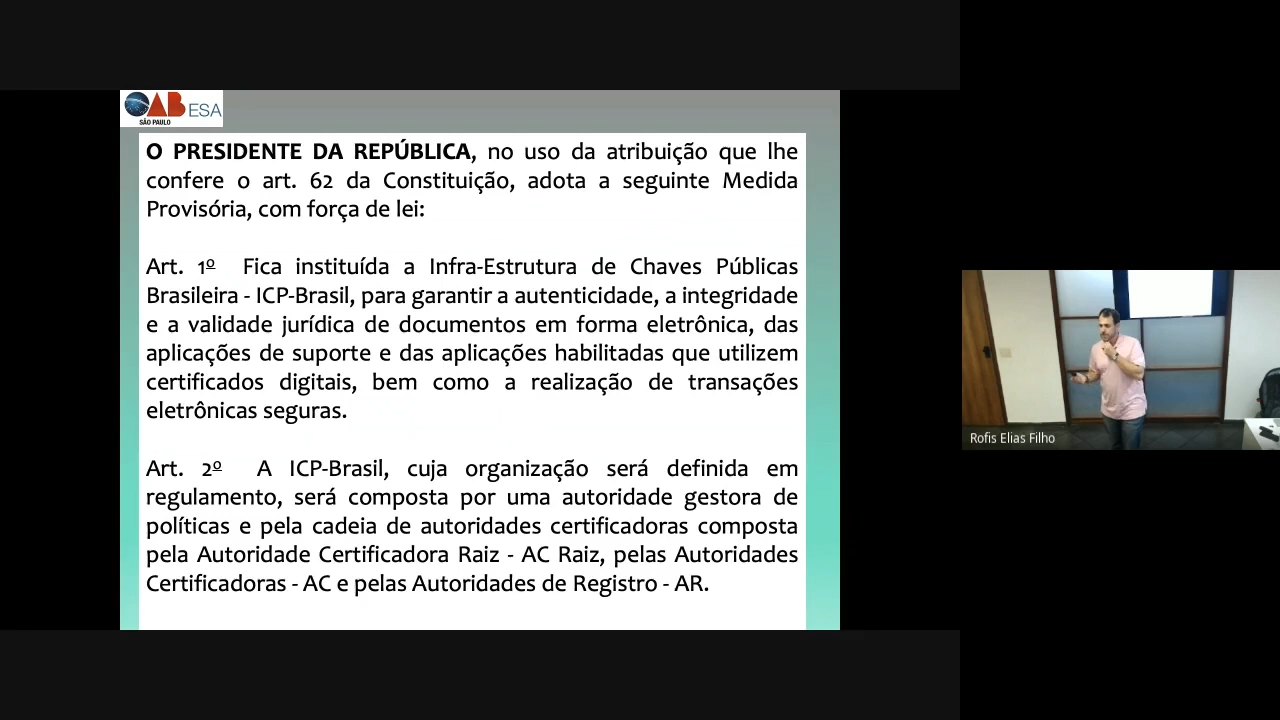 OAB ESA
SÃO PAULO
O PRESIDENTE DA REPÚBLICA, no uso da atribuição que lhe
confere o art. 62 da Constituição, adota a seguinte Medida
Provisória, com força de lei:
Art. 1º Fica instituída a Infra-Estrutura de Chaves Públicas
Brasileira - ICP-Brasil, para garantir a autenticidade, a integridade
e a validade jurídica de documentos em forma eletrônica, das
aplicações de suporte e das aplicações habilitadas que utilizem
certificados digitais, bem como a realização de transações
eletrônicas seguras.
Art. 2º A ICP-Brasil, cuja organização será definida em
regulamento, será composta por uma autoridade gestora de
políticas e pela cadeia de autoridades certificadoras composta
pela Autoridade Certificadora Raiz - AC Raiz, pelas Autoridades
Certificadoras - AC e pelas Autoridades de Registro - AR.
Rofis Elias Filho